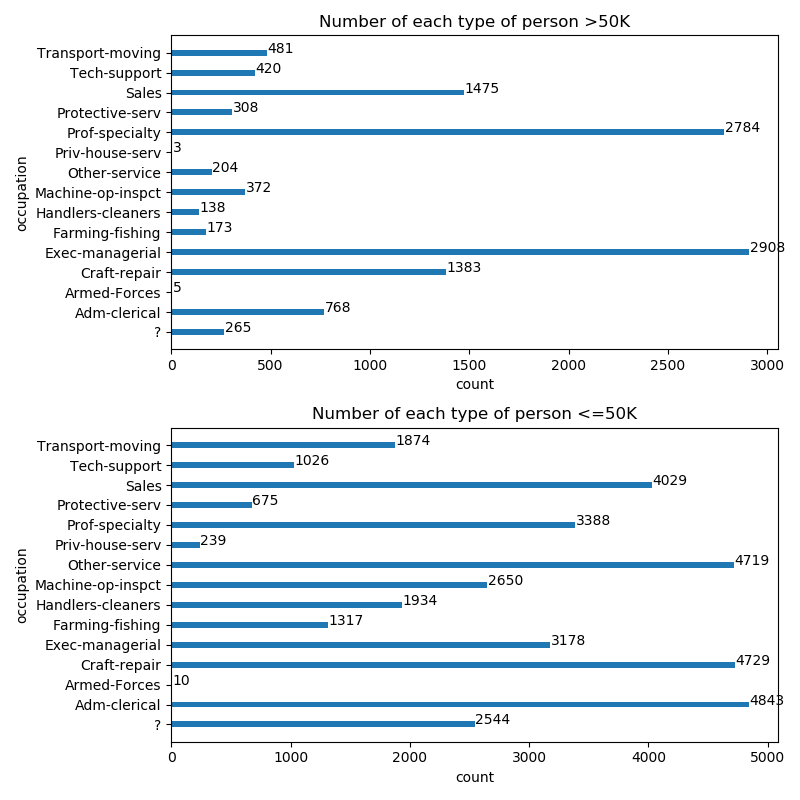 Number of each type of person >50K
Transport-moving 481
Tech-support 420
Sales 1475
Protective-serv 308
Prof-specialty 2784
Priv-house-serv 3
Other-service 204
Machine-op-inspct 372
Handlers-cleaners 138
Farming-fishing 173
Exec-managerial 2908
Craft-repair 1383
Armed-Forces 5
Adm-clerical 768
? 265
occupation
0 500 1000 1500 2000 2500 3000
count
Number of each type of person <=50K
Transport-moving 1874
Tech-support 1026
Sales 4029
Protective-serv 675
Prof-specialty 3388
Priv-house-serv 239
Other-service 4719
Machine-op-inspct 2650
Handlers-cleaners 1934
Farming-fishing 1317
Exec-managerial 3178
Craft-repair 4729
Armed-Forces 10
Adm-clerical 4843
? 2544
occupation
0 1000 2000 3000 4000 5000
count